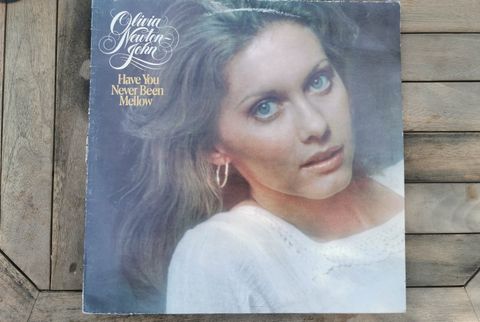 Olivia
Newton-
John
Have You
Never Been
Mellow